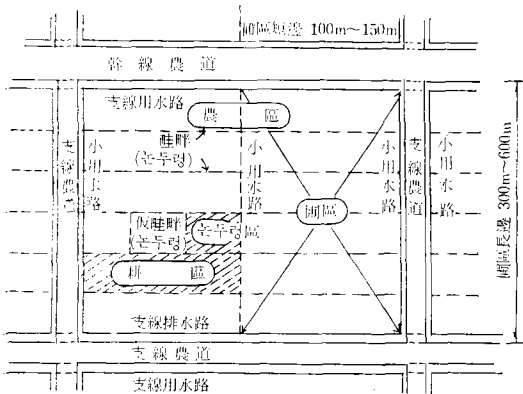 圃區短邊 100m~150m
幹線農道
支線用水路
農區
畦畔
(논두렁)
支線農道
小用水路
小用水路
小用水路
支線農道
小用水路
圃區
圃區長邊 300m~600m
仮畦畔
(논두렁)
논두렁區
耕區
支線排水路
支線農道
支線用水路